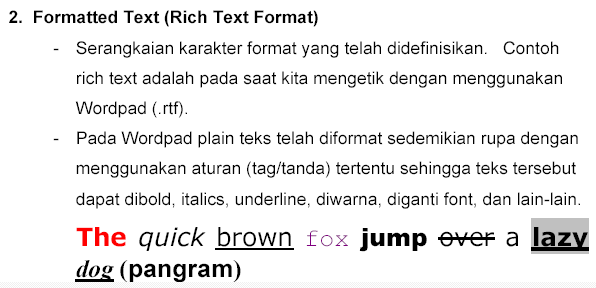 2. Formatted Text (Rich Text Format)
- Serangkaian karakter format yang telah didefinisikan. Contoh
rich text adalah pada saat kita mengetik dengan menggunakan
Wordpad (.rtf).
- Pada Wordpad plain teks telah diformat sedemikian rupa dengan
menggunakan aturan (tag/tanda) tertentu sehingga teks tersebut
dapat dibold, italics, underline, diwarna, diganti font, dan lain-lain.
The quick brown fox jump over a lazy
dog (pangram)